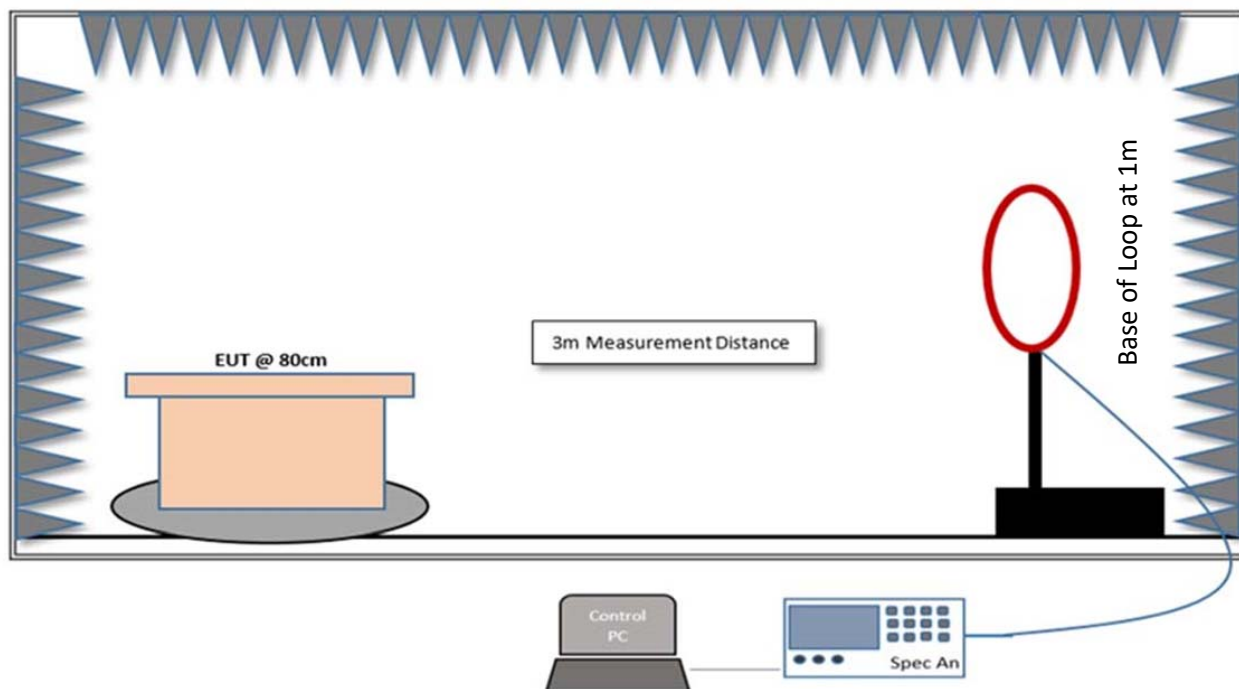 Base of Loop at 1m
3m Measurement Distance
EUT @ 80cm
Control
PC
Spec An